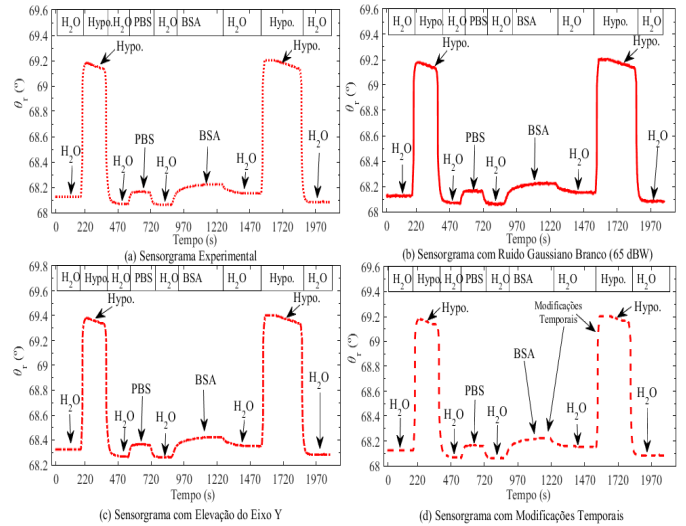 H₂O Hypo. H₂O PBS H₂O BSA H₂O Hypo. H₂O
69.6
69.4
69.2
69
68.8
68.6
68.4
68.2
68
θr (º)
Hypo.
Hypo.
H₂O
H₂O
PBS
H₂O
BSA
H₂O
H₂O
220 470 720 970 1220 1470 1720 1970
Tempo (s)
(a) Sensorgrama Experimental
H₂O Hypo. H₂O PBS H₂O BSA H₂O Hypo. H₂O
69.6
69.4
69.2
69
68.8
68.6
68.4
68.2
68
θr (º)
Hypo.
Hypo.
H₂O
H₂O
PBS
H₂O
BSA
H₂O
H₂O
220 470 720 970 1220 1470 1720 1970
Tempo (s)
(b) Sensorgrama com Ruido Gaussiano Branco (65 dBW)
H₂O Hypo. H₂O PBS H₂O BSA H₂O Hypo. H₂O
69.8
69.6
69.4
69.2
69
68.8
68.6
68.4
68.2
θr (º)
Hypo.
Hypo.
H₂O
H₂O
PBS
H₂O
BSA
H₂O
H₂O
220 470 720 970 1220 1470 1720 1970
Tempo (s)
(c) Sensorgrama com Elevação do Eixo Y
H₂O Hypo. H₂O PBS H₂O BSA H₂O Hypo. H₂O
69.6
69.4
69.2
69
68.8
68.6
68.4
68.2
68
θr (º)
Hypo.
Modificações
Temporais
Hypo.
H₂O
H₂O
PBS
H₂O
BSA
H₂O
H₂O
220 470 720 970 1220 1470 1720 1970
Tempo (s)
(d) Sensorgrama com Modificações Temporais